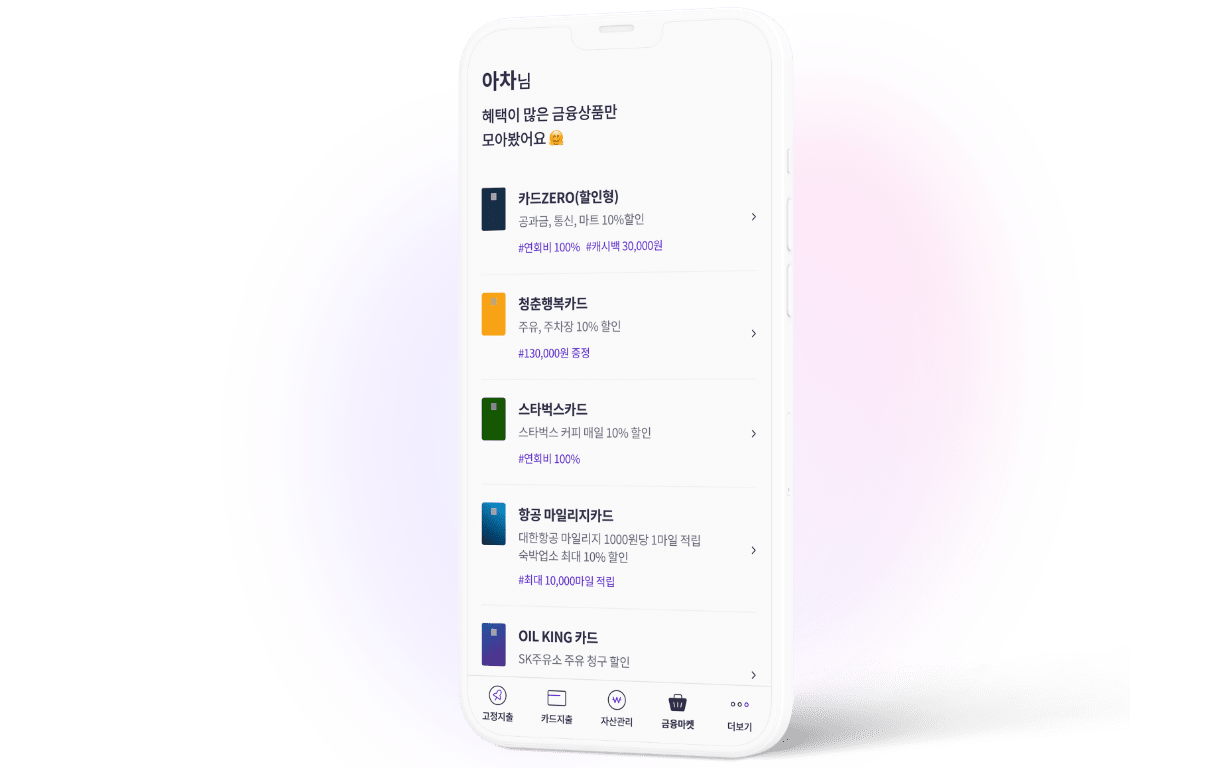 아차님
혜택이 많은 금융상품만
모아봤어요 🤗
카드ZERO(할인형)
공과금, 통신, 마트 10%할인
#연회비 100% #캐시백 30,000원
청춘행복카드
주유, 주차장 10% 할인
#130,000원 증정
스타벅스카드
스타벅스 커피 매일 10% 할인
#연회비 100%
항공 마일리지카드
대한항공 마일리지 1000원당 1마일 적립
숙박업소 최대 10% 할인
#최대 10,000마일 적립
OIL KING 카드
SK주유소 주유 청구 할인
고정지출 카드지출 자산관리 금융마켓 더보기